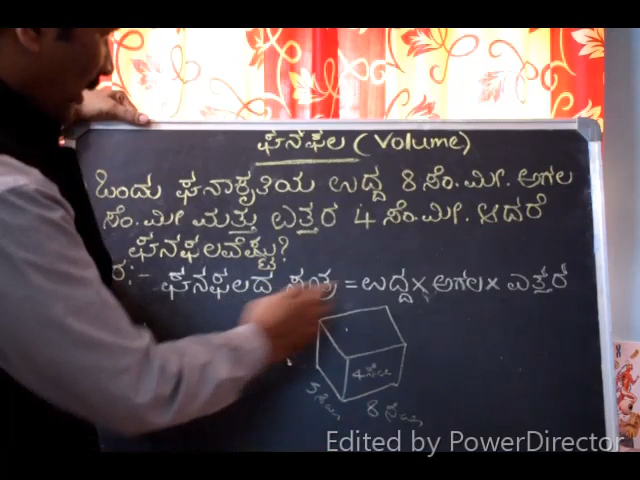 ಘನಫಲ (Volume)
ಒಂದು ಘನಾಕೃತಿಯ ಉದ್ದ 8 ಸೆಂ.ಮೀ. ಅಗಲ
ಸೆಂ.ಮೀ ಮತ್ತು ಎತ್ತರ 4 ಸೆಂ.ಮೀ. ಆದರೆ
ಘನಫಲವೆಷ್ಟು?
ಘನಫಲದ ಸೂತ್ರ = ಉದ್ದ x ಅಗಲ x ಎತ್ತರ
8
Edited by PowerDirector